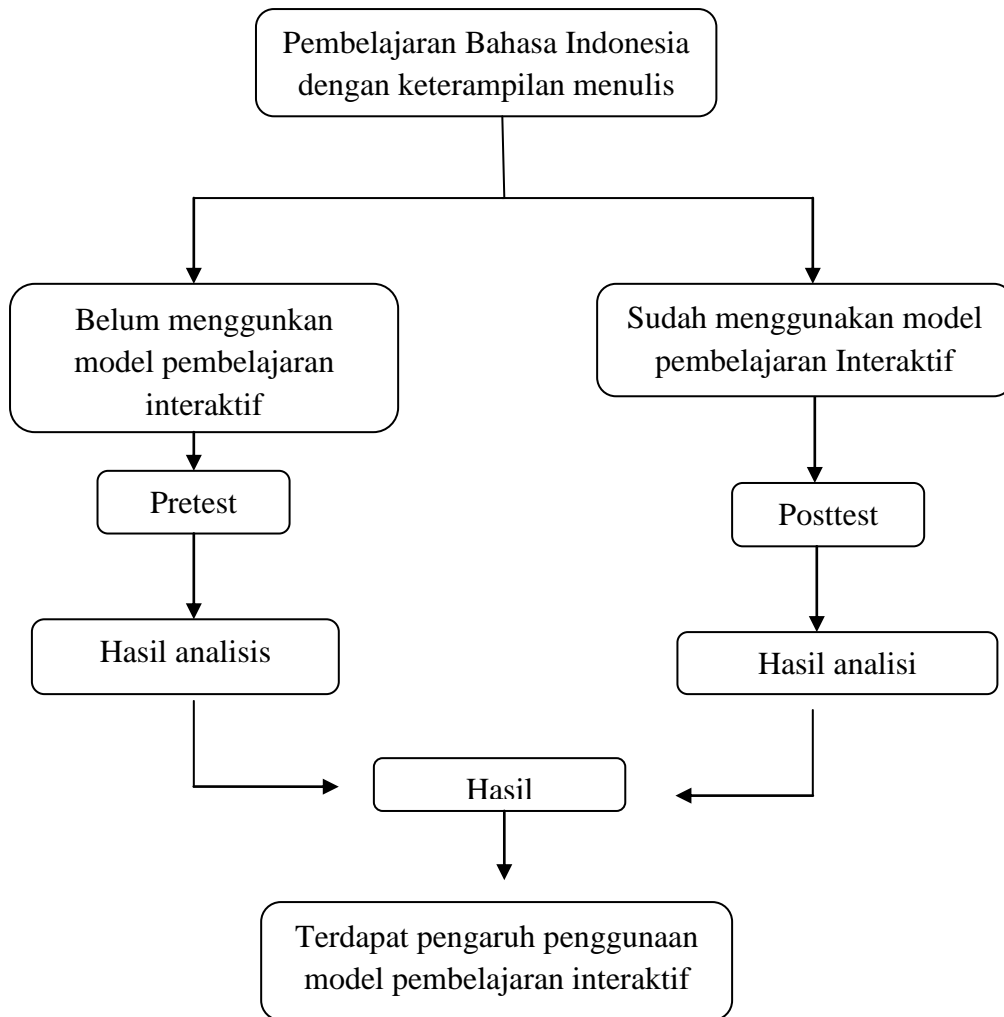 Pembelajaran Bahasa Indonesia
dengan keterampilan menulis
Belum menggunkan
model pembelajaran
interaktif
Sudah menggunakan model
pembelajaran Interaktif
Pretest
Posttest
Hasil analisis
Hasil analisi
Hasil
Terdapat pengaruh penggunaan
model pembelajaran interaktif